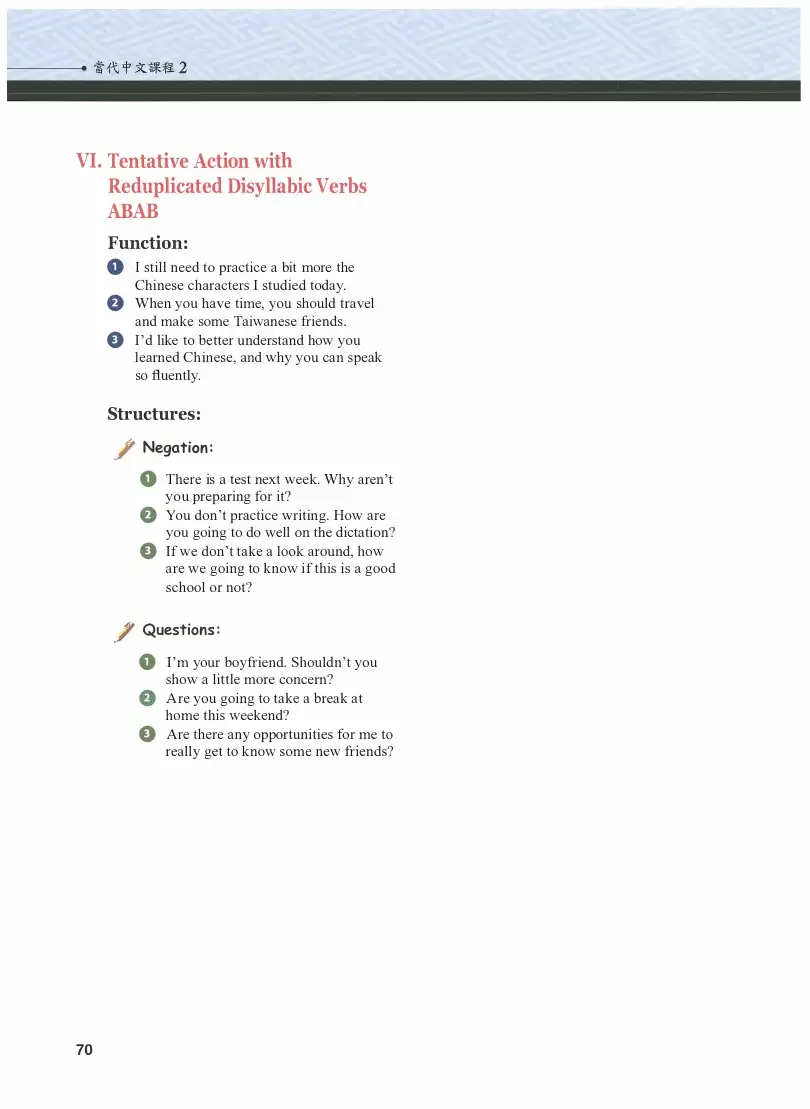 當代中文課程 2
VI. Tentative Action with
Reduplicated Disyllabic Verbs
ABAB
Function:
1 I still need to practice a bit more the
Chinese characters I studied today.
2 When you have time, you should travel
and make some Taiwanese friends.
3 I'd like to better understand how you
learned Chinese, and why you can speak
so fluently.
Structures:
Negation:
1 There is a test next week. Why aren't
you preparing for it?
2 You don't practice writing. How are
you going to do well on the dictation?
3 If we don't take a look around, how
are we going to know if this is a good
school or not?
Questions:
1 I'm your boyfriend. Shouldn't you
show a little more concern?
2 Are you going to take a break at
home this weekend?
3 Are there any opportunities for me to
really get to know some new friends?
70